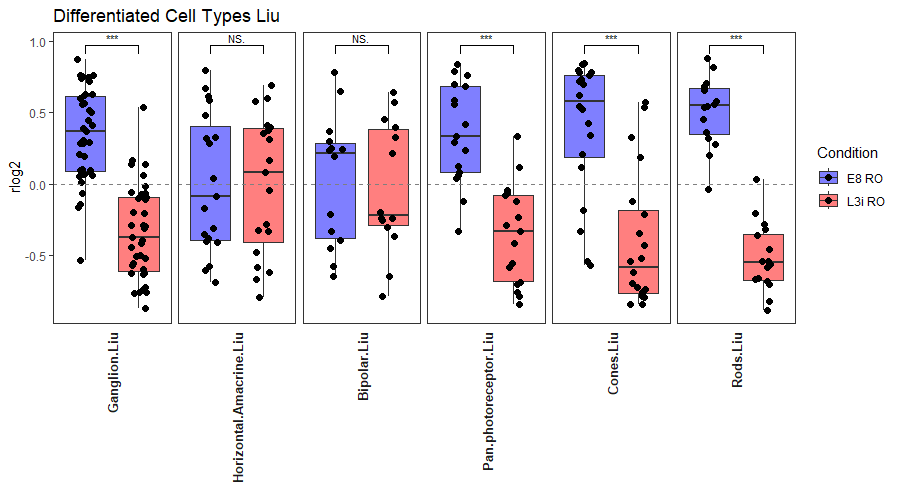 Differentiated Cell Types Liu
rlog2
1.0
0.5
0.0
-0.5
***
NS.
NS.
***
***
***
Ganglion.Liu
Horizontal.Amacrine.Liu
Bipolar.Liu
Pan.photoreceptor.Liu
Cones.Liu
Rods.Liu
Condition
E8 RO
L3i RO